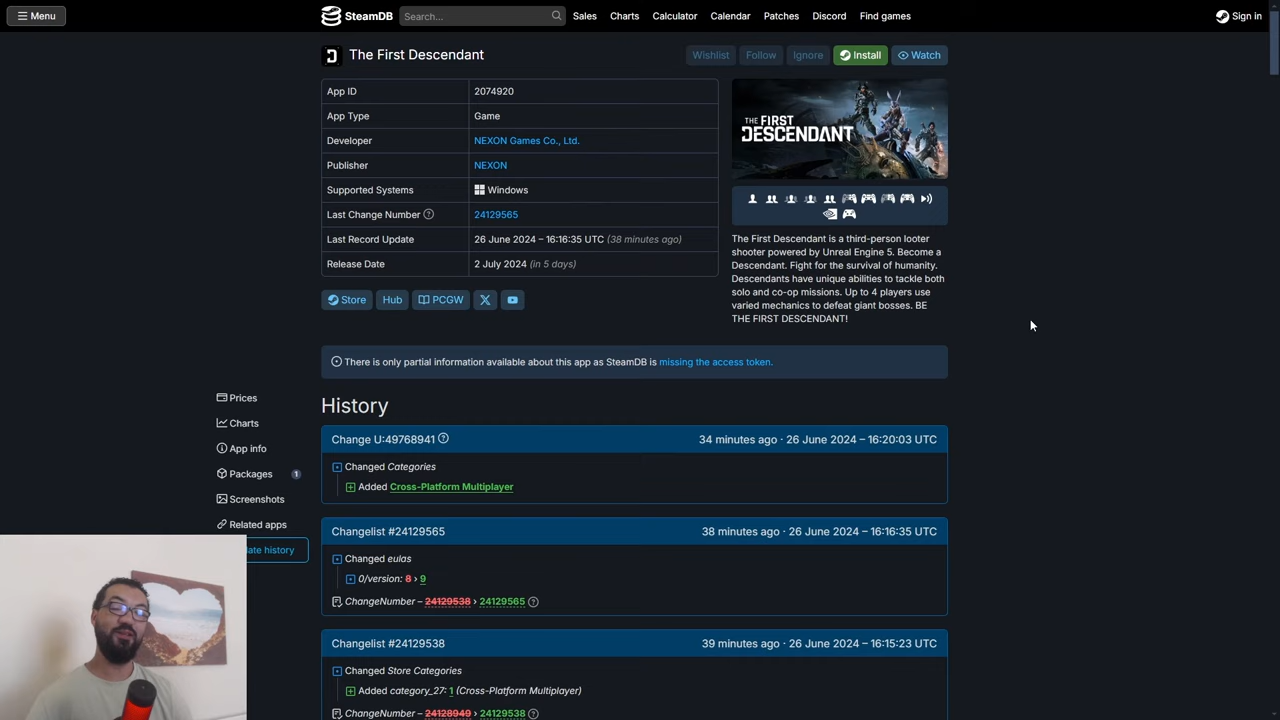 Menu
SteamDB
Search...
Sales
Charts
Calculator
Calendar
Patches
Discord
Find games
Sign in
The First Descendant
Wishlist
Follow
Ignore
Install
Watch
App ID 2074920
App Type Game
Developer NEXON Games Co., Ltd.
Publisher NEXON
Supported Systems Windows
Last Change Number 24129565
Last Record Update 26 June 2024 – 16:16:35 UTC (38 minutes ago)
Release Date 2 July 2024 (in 5 days)
THE FIRST
DESCENDANT
The First Descendant is a third-person looter
shooter powered by Unreal Engine 5. Become a
Descendant. Fight for the survival of humanity.
Descendants have unique abilities to tackle both
solo and co-op missions. Up to 4 players use
varied mechanics to defeat giant bosses. BE
THE FIRST DESCENDANT!
Store
Hub
PCGW
There is only partial information available about this app as SteamDB is missing the access token.
Prices
Charts
App info
Packages 1
Screenshots
Related apps
ate history
History
Change U:49768941 34 minutes ago · 26 June 2024 – 16:20:03 UTC
Changed Categories
Added Cross-Platform Multiplayer
Changelist #24129565 38 minutes ago · 26 June 2024 – 16:16:35 UTC
Changed eulas
0/version: 8 › 9
ChangeNumber – 24129538 › 24129565
Changelist #24129538 39 minutes ago · 26 June 2024 – 16:15:23 UTC
Changed Store Categories
Added category_27: 1 (Cross-Platform Multiplayer)
ChangeNumber – 24128949 › 24129538